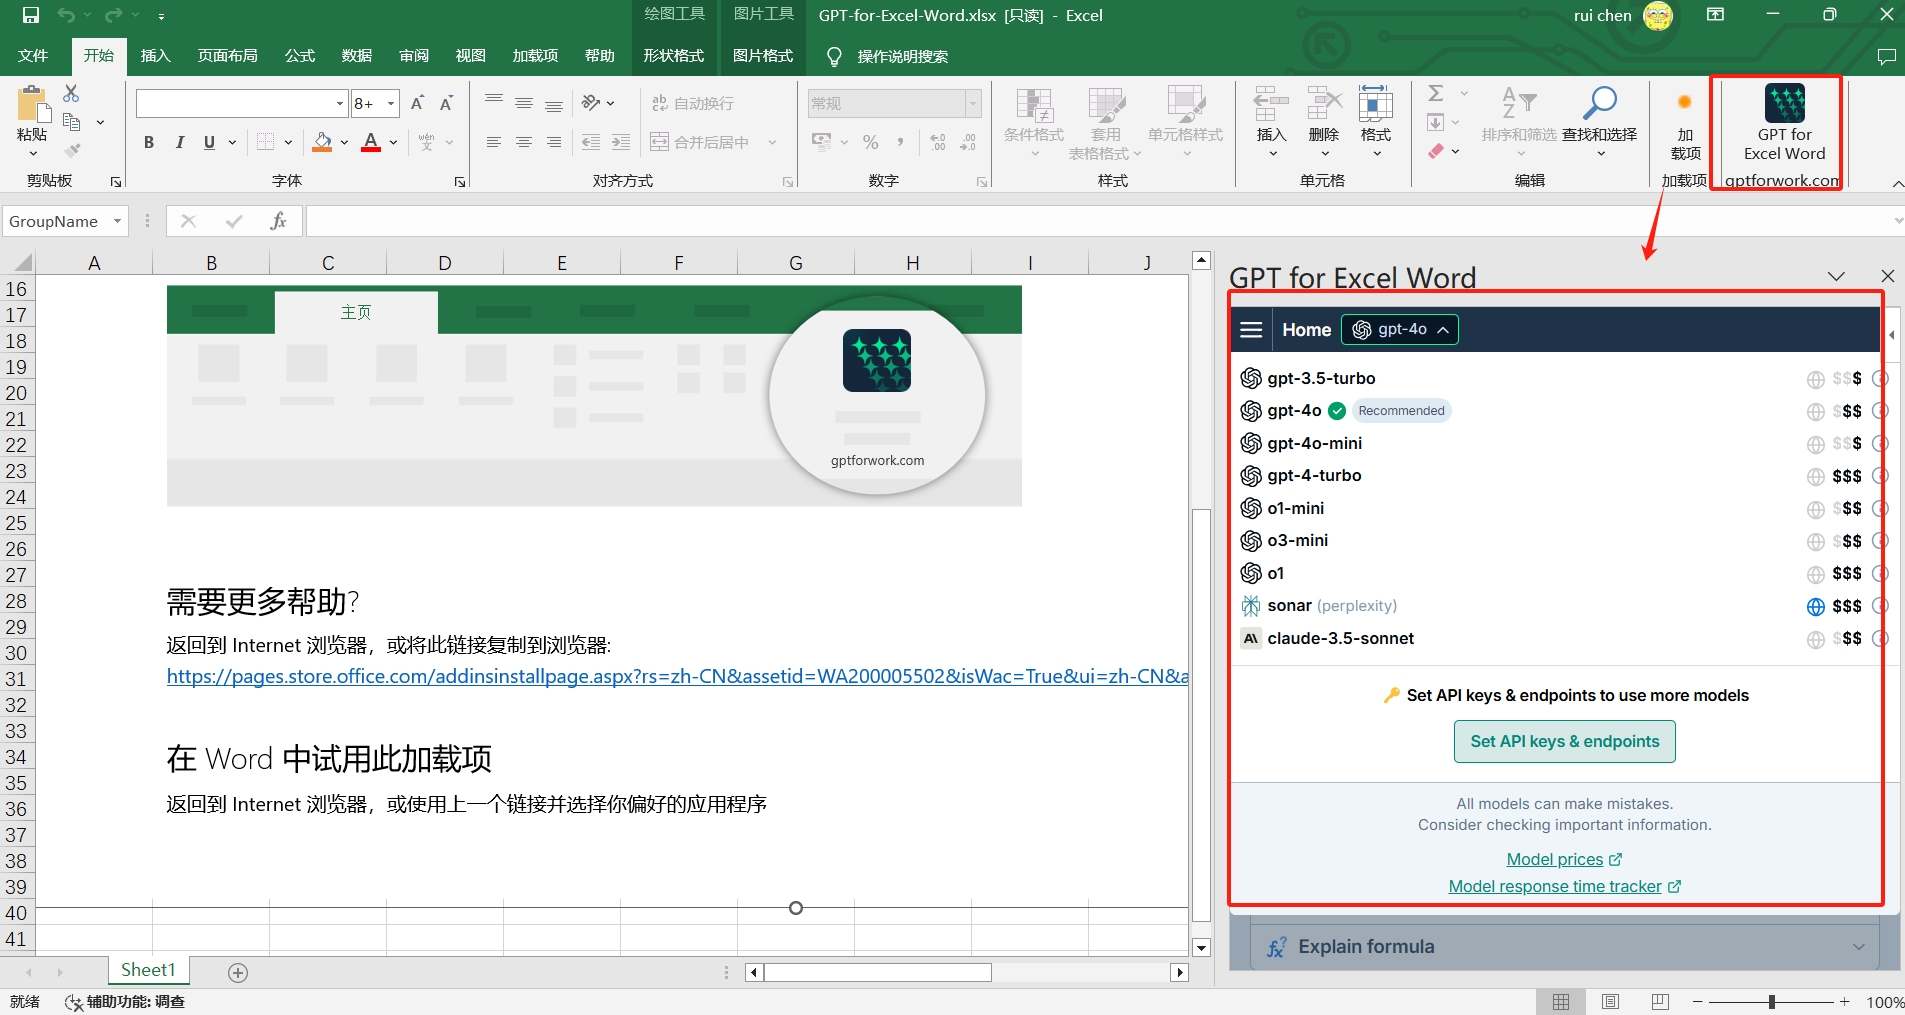 绘图工具
图片工具
GPT-for-Excel-Word.xlsx [只读] - Excel
rui chen
文件
开始
插入
页面布局
公式
数据
审阅
视图
加载项
帮助
形状格式
图片格式
操作说明搜索
粘贴
剪贴板
8+
A A
B I U
A
wén
文
字体
ab
c
自动换行
合并后居中
对齐方式
常规
%
,
.00
.00
数字
条件格式
套用
表格格式
单元格样式
样式
插入
删除
格式
单元格
Σ
A
Z
排序和筛选
查找和选择
编辑
加
载项
加载项
GPT for
Excel Word
gptforwork.com
GroupName
fx
A B C D E F G H I J
16
17
18
19
20
21
22
23
24
25
26
27
28
29
30
31
32
33
34
35
36
37
38
39
40
41
主页
gptforwork.com
需要更多帮助?
返回到 Internet 浏览器，或将此链接复制到浏览器:
https://pages.store.office.com/addinsinstallpage.aspx?rs=zh-CN&assetid=WA200005502&isWac=True&ui=zh-CN&a
在 Word 中试用此加载项
返回到 Internet 浏览器，或使用上一个链接并选择你偏好的应用程序
GPT for Excel Word
Home
gpt-4o
gpt-3.5-turbo $$$
gpt-4o Recommended $$$
gpt-4o-mini $$$
gpt-4-turbo $$$
o1-mini $$$
o3-mini $$$
o1 $$$
sonar (perplexity) $$$
claude-3.5-sonnet $$$
Set API keys & endpoints to use more models
Set API keys & endpoints
All models can make mistakes.
Consider checking important information.
Model prices
Model response time tracker
fx? Explain formula
Sheet1
就绪
辅助功能: 调查
100%